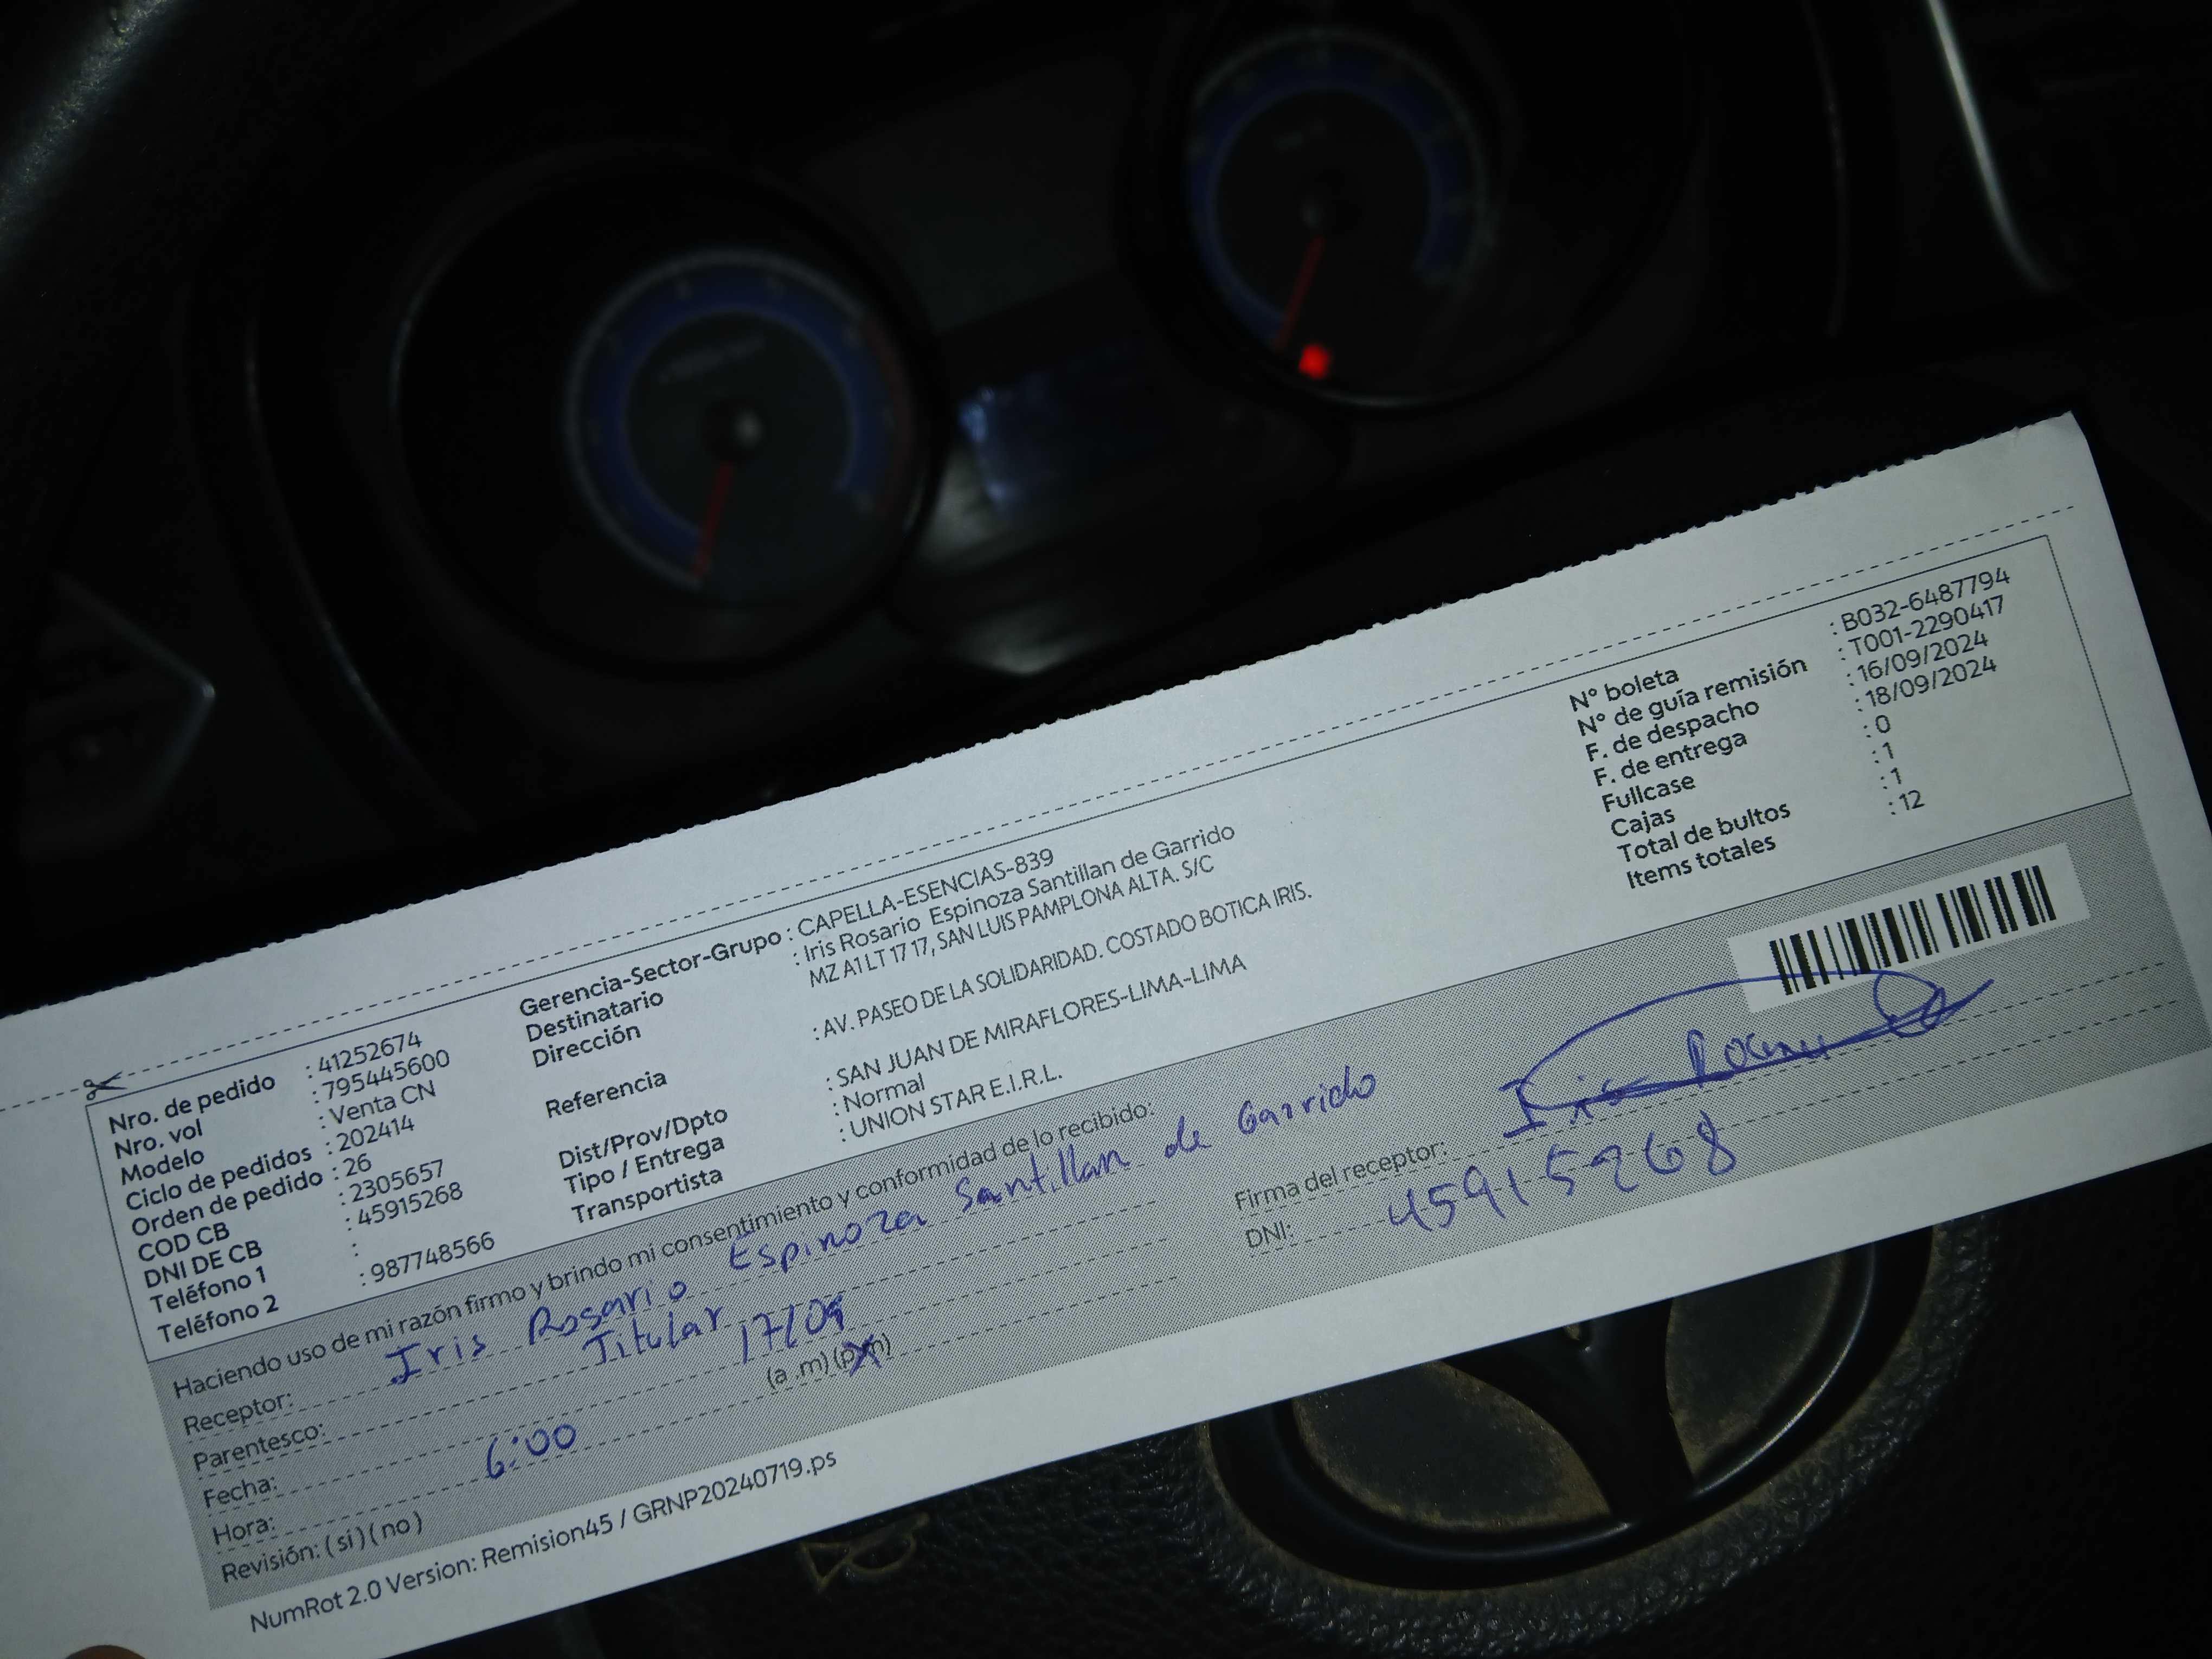 Nro. de pedido : 41252674
Nro. vol : 795445600
Modelo : Venta CN
Ciclo de pedidos : 202414
Orden de pedido : 26
COD CB : 2305657
DNI DE CB : 45915268
Teléfono 1 :
Teléfono 2 : 987748566
Gerencia-Sector-Grupo : CAPELLA-ESENCIAS-839
Destinatario : Iris Rosario Espinoza Santillan de Garrido
Dirección MZ A1 LT 17 17, SAN LUIS PAMPLONA ALTA. S/C
Referencia : AV. PASEO DE LA SOLIDARIDAD. COSTADO BOTICA IRIS.
Dist/Prov/Dpto : SAN JUAN DE MIRAFLORES-LIMA-LIMA
Tipo / Entrega : Normal
Transportista : UNION STAR E.I.R.L.
N° boleta : B032-6487794
N° de guía remisión : T001-2290417
F. de despacho : 16/09/2024
F. de entrega : 18/09/2024
Fullcase : 0
Cajas : 1
Total de bultos : 1
Items totales : 12
Haciendo uso de mi razón firmo y brindo mi consentimiento y conformidad de lo recibido:
Receptor: Iris Rosario Espinoza Santillan de Garrido
Parentesco: Titular
Fecha: 17/09
Hora: 6:00 (a .m) (p.m)
Revisión: ( si ) ( no )
Firma del receptor: Iris
DNI: 45915268
NumRot 2.0 Version: Remision45 / GRNP20240719.ps